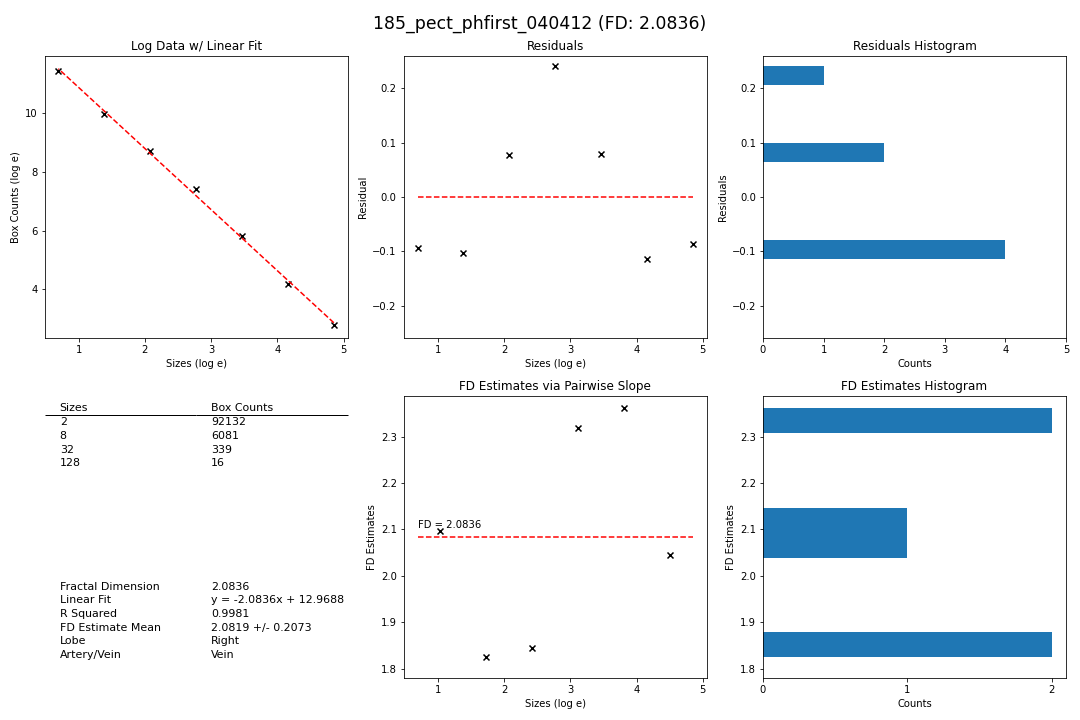 185_pect_phfirst_040412 (FD: 2.0836)
Log Data w/ Linear Fit
Box Counts (log e)
10
8
6
4
1 2 3 4 5
Sizes (log e)
Residuals
Residual
0.2
0.1
0.0
−0.1
−0.2
1 2 3 4 5
Sizes (log e)
Residuals Histogram
Residuals
0.2
0.1
0.0
−0.1
−0.2
0 1 2 3 4 5
Counts
Sizes Box Counts
2 92132
8 6081
32 339
128 16
Fractal Dimension 2.0836
Linear Fit y = -2.0836x + 12.9688
R Squared 0.9981
FD Estimate Mean 2.0819 +/- 0.2073
Lobe Right
Artery/Vein Vein
FD Estimates via Pairwise Slope
FD Estimates
2.3
2.2
2.1
2.0
1.9
1.8
FD = 2.0836
1 2 3 4 5
Sizes (log e)
FD Estimates Histogram
FD Estimates
2.3
2.2
2.1
2.0
1.9
1.8
0 1 2
Counts